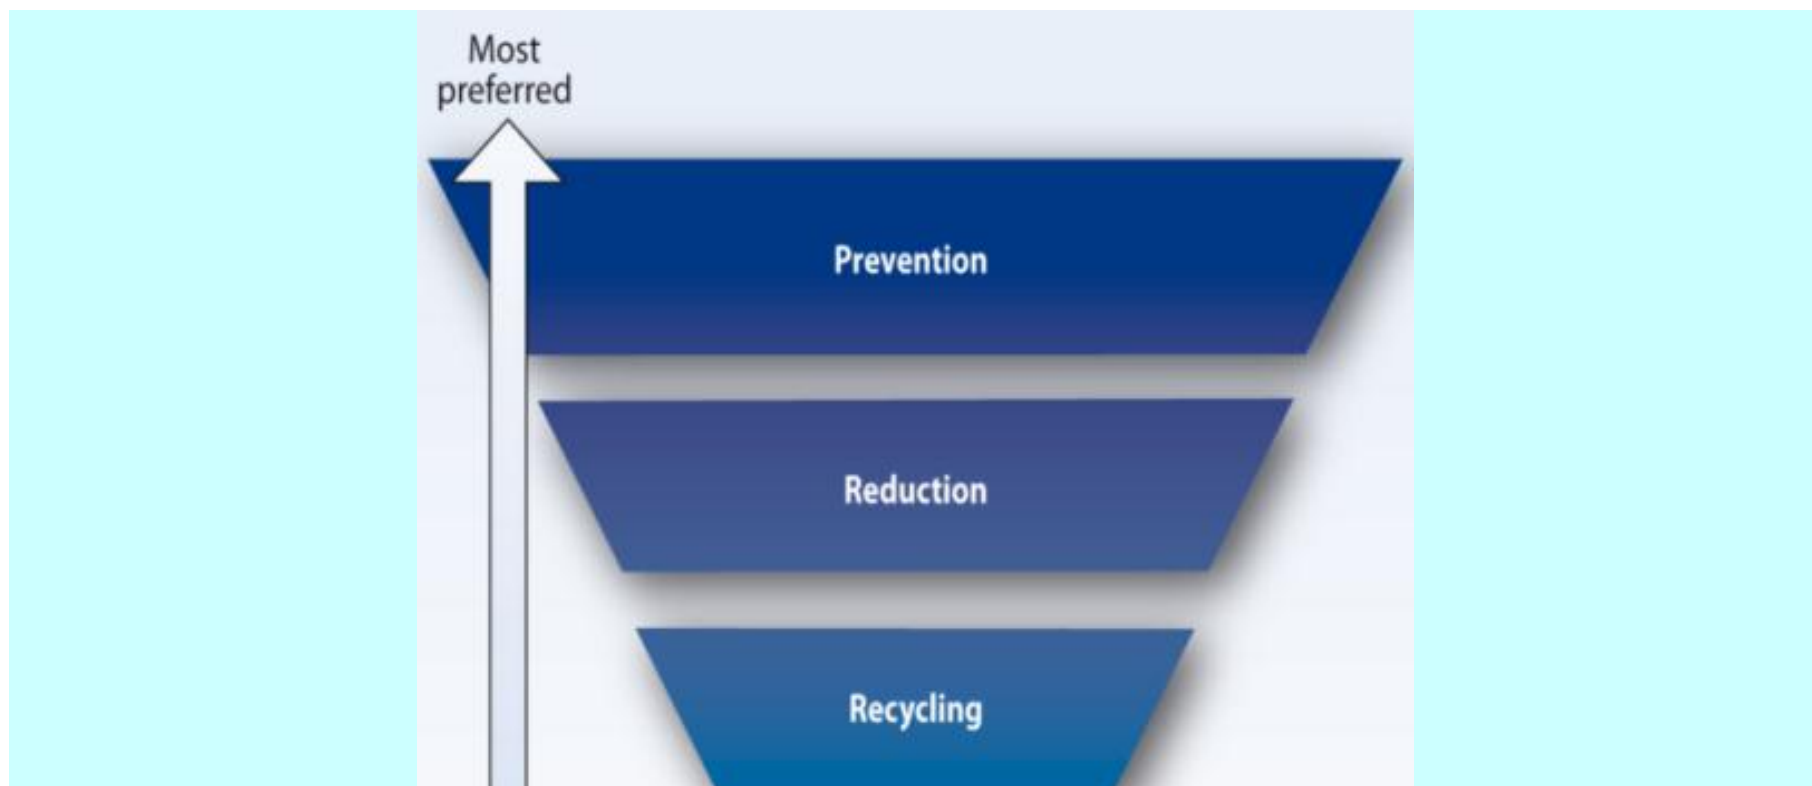 Most
preferred
Prevention
Reduction
Recycling